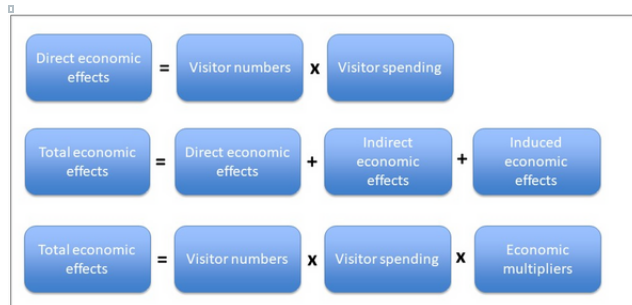 Direct economic effects = Visitor numbers x Visitor spending
Total economic effects = Direct economic effects + Indirect economic effects + Induced economic effects
Total economic effects = Visitor numbers x Visitor spending x Economic multipliers